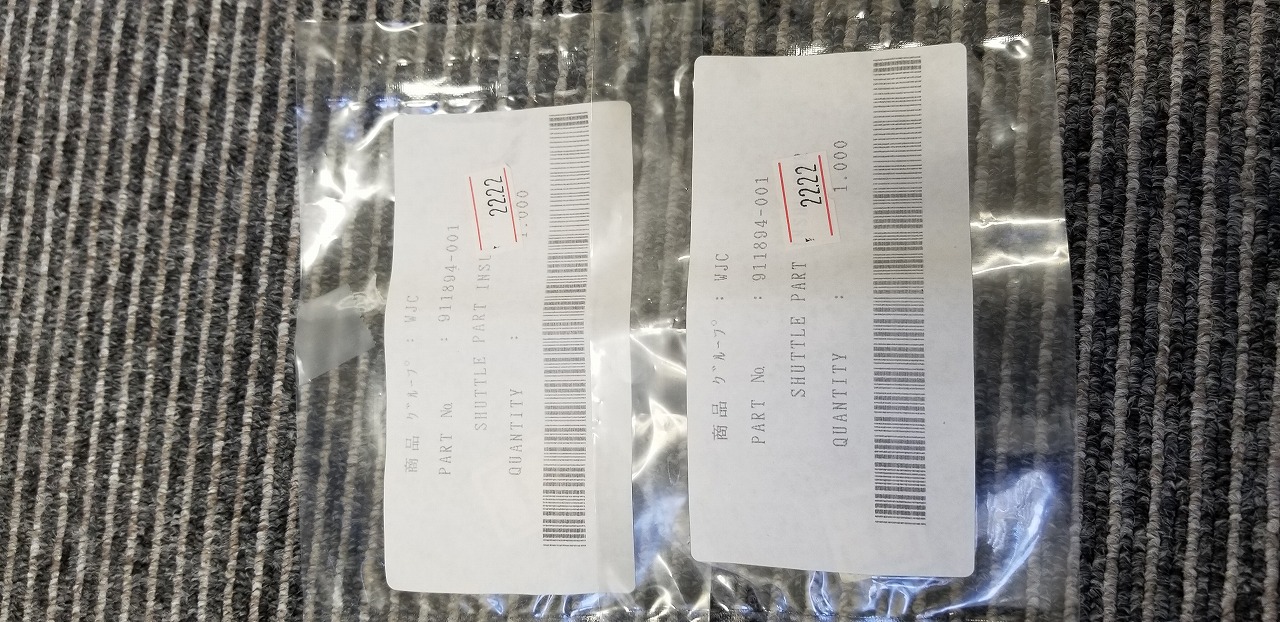 商品 ｸﾞﾙｰﾌﾟ : WJC
PART No. : 911894-001
SHUTTLE PART INSL
2222
QUANTITY : 1.000
商品 ｸﾞﾙｰﾌﾟ : WJC
PART No. : 911894-001
SHUTTLE PART
2222
QUANTITY : 1.000